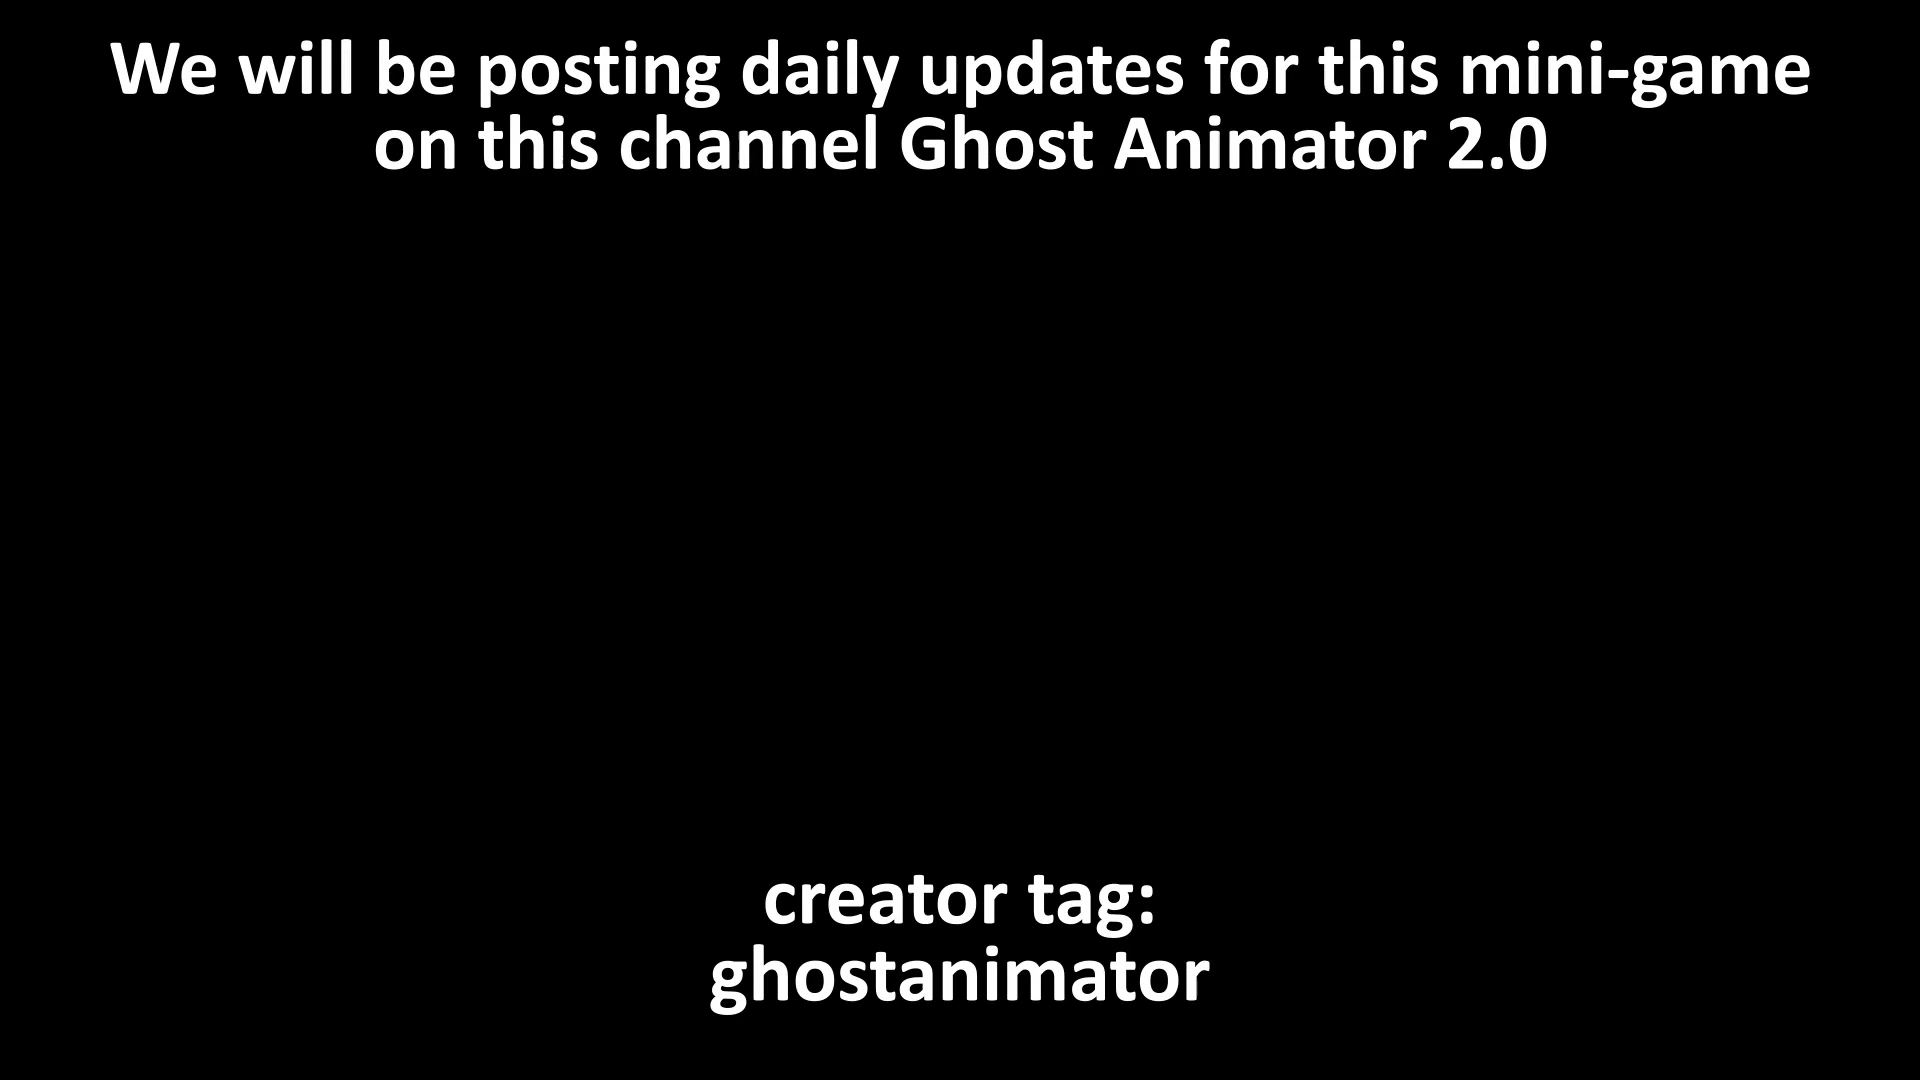 We will be posting daily updates for this mini-game
on this channel Ghost Animator 2.0
creator tag:
ghostanimator